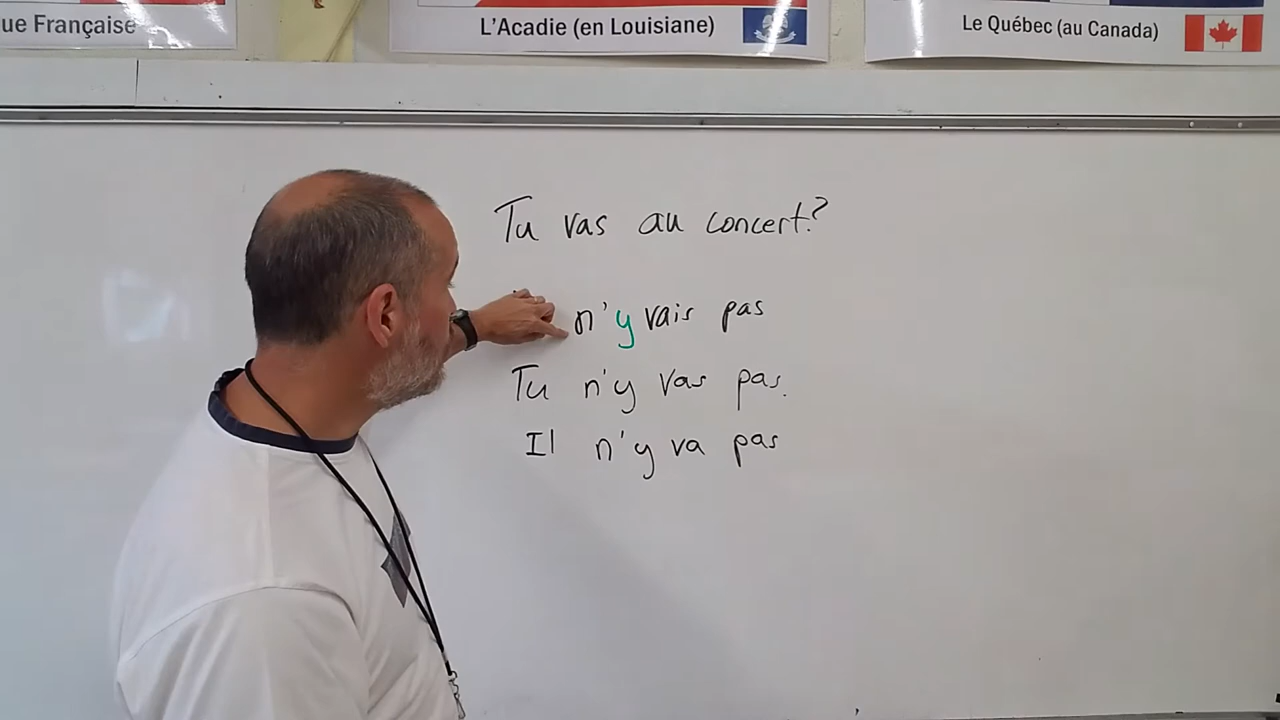 ue Française
L'Acadie (en Louisiane)
Le Québec (au Canada)
Tu vas au concert?
n'y vais pas
Tu n'y vas pas.
Il n'y va pas